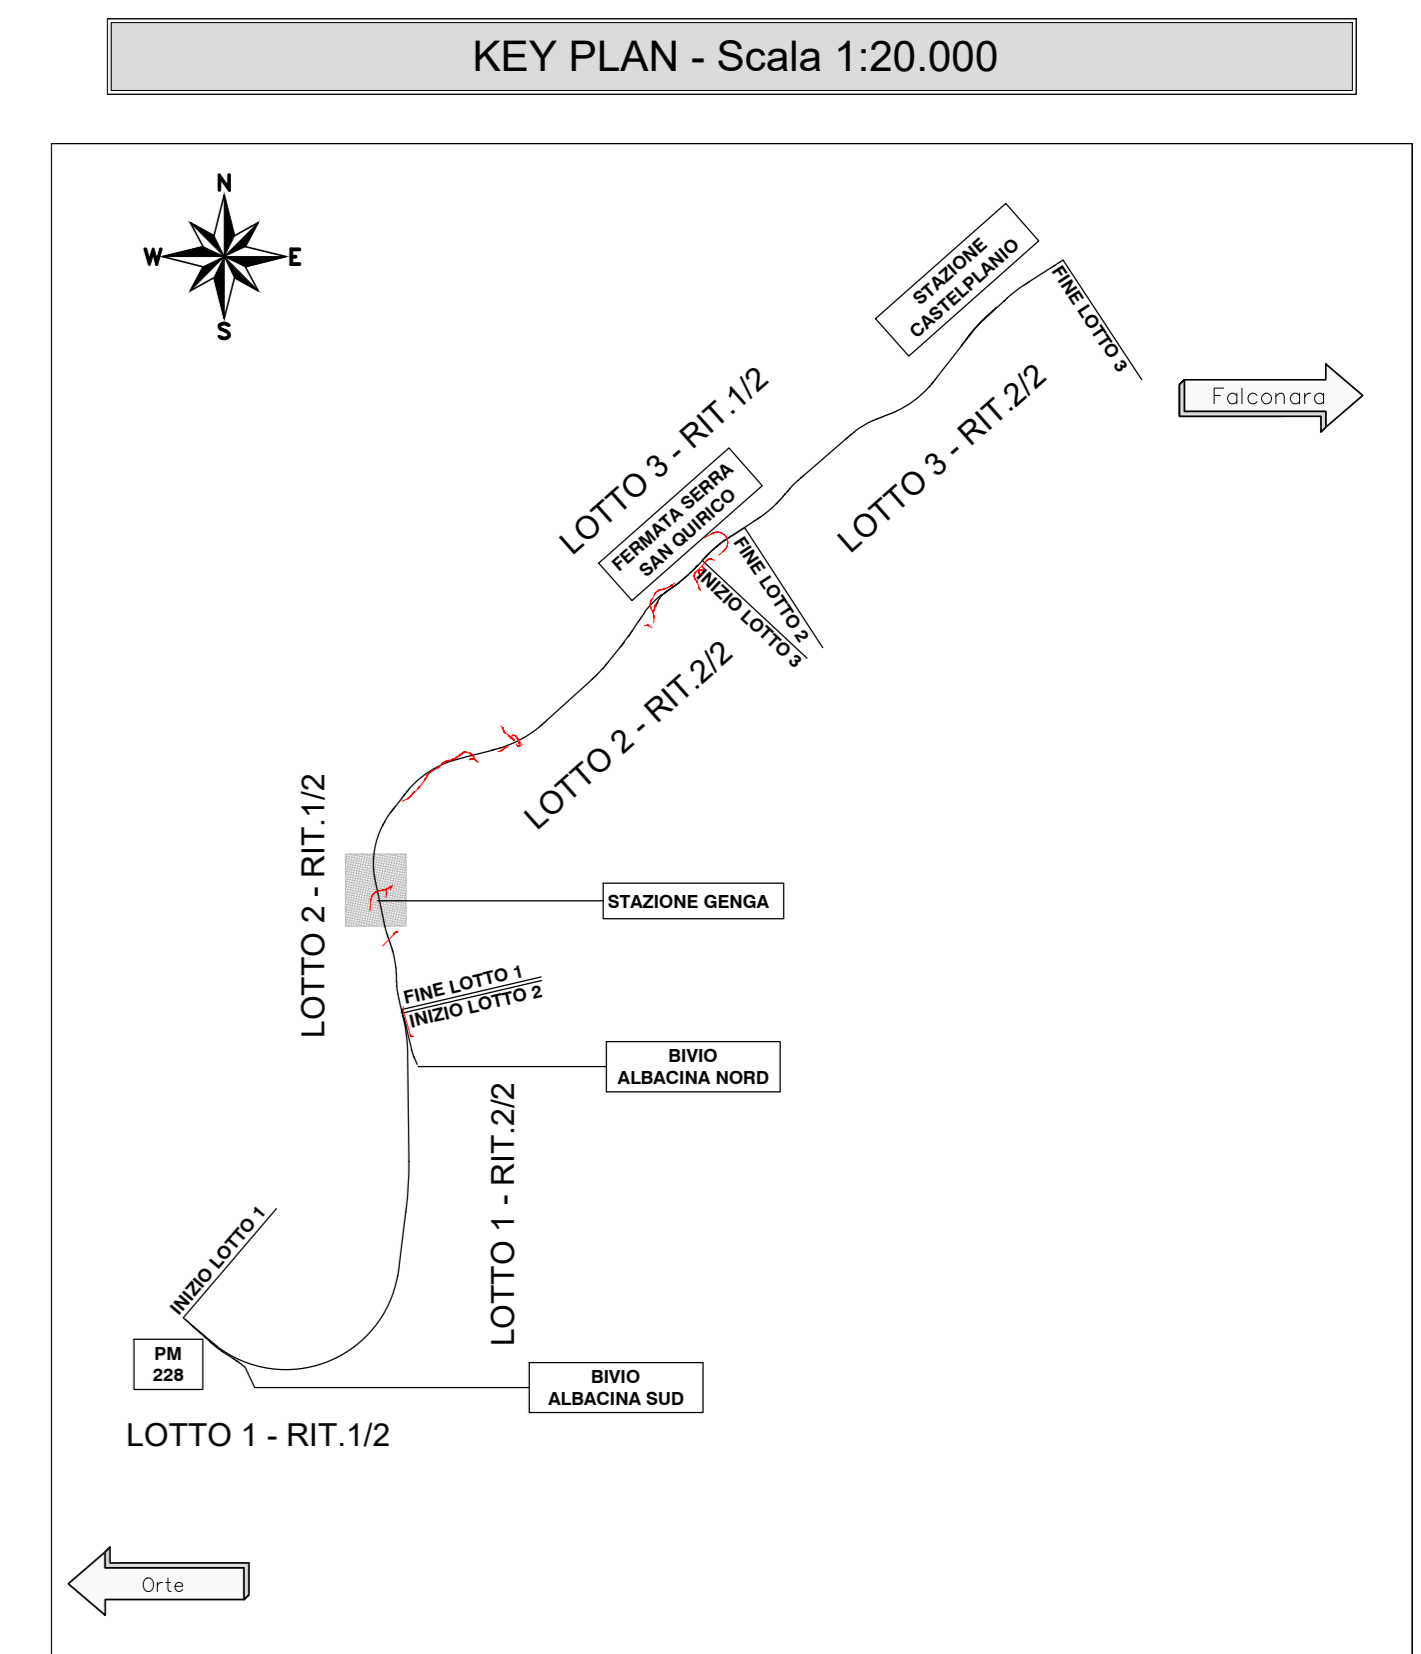 KEY PLAN - Scala 1:20.000
N
W
E
S
STAZIONE
CASTELPLANIO
FINE LOTTO 3
Falconara
LOTTO 3 - RIT.1/2
LOTTO 3 - RIT.2/2
FERMATA SERRA
SAN QUIRICO
FINE LOTTO 2
INIZIO LOTTO 3
LOTTO 2 - RIT.2/2
LOTTO 2 - RIT.1/2
STAZIONE GENGA
FINE LOTTO 1
INIZIO LOTTO 2
BIVIO
ALBACINA NORD
LOTTO 1 - RIT.2/2
INIZIO LOTTO 1
PM
228
BIVIO
ALBACINA SUD
LOTTO 1 - RIT.1/2
Orte